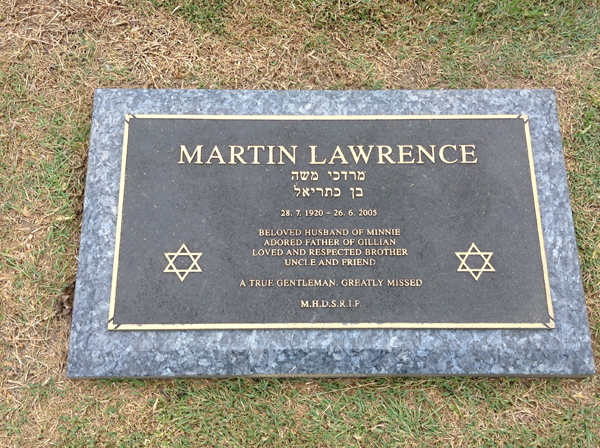 MARTIN LAWRENCE
מרדכי משה
בן כתריאל
28. 7. 1920 – 26. 6. 2005
BELOVED HUSBAND OF MINNIE
ADORED FATHER OF GILLIAN
LOVED AND RESPECTED BROTHER
UNCLE AND FRIEND
A TRUE GENTLEMAN. GREATLY MISSED
M.H.D.S.R.I.P.